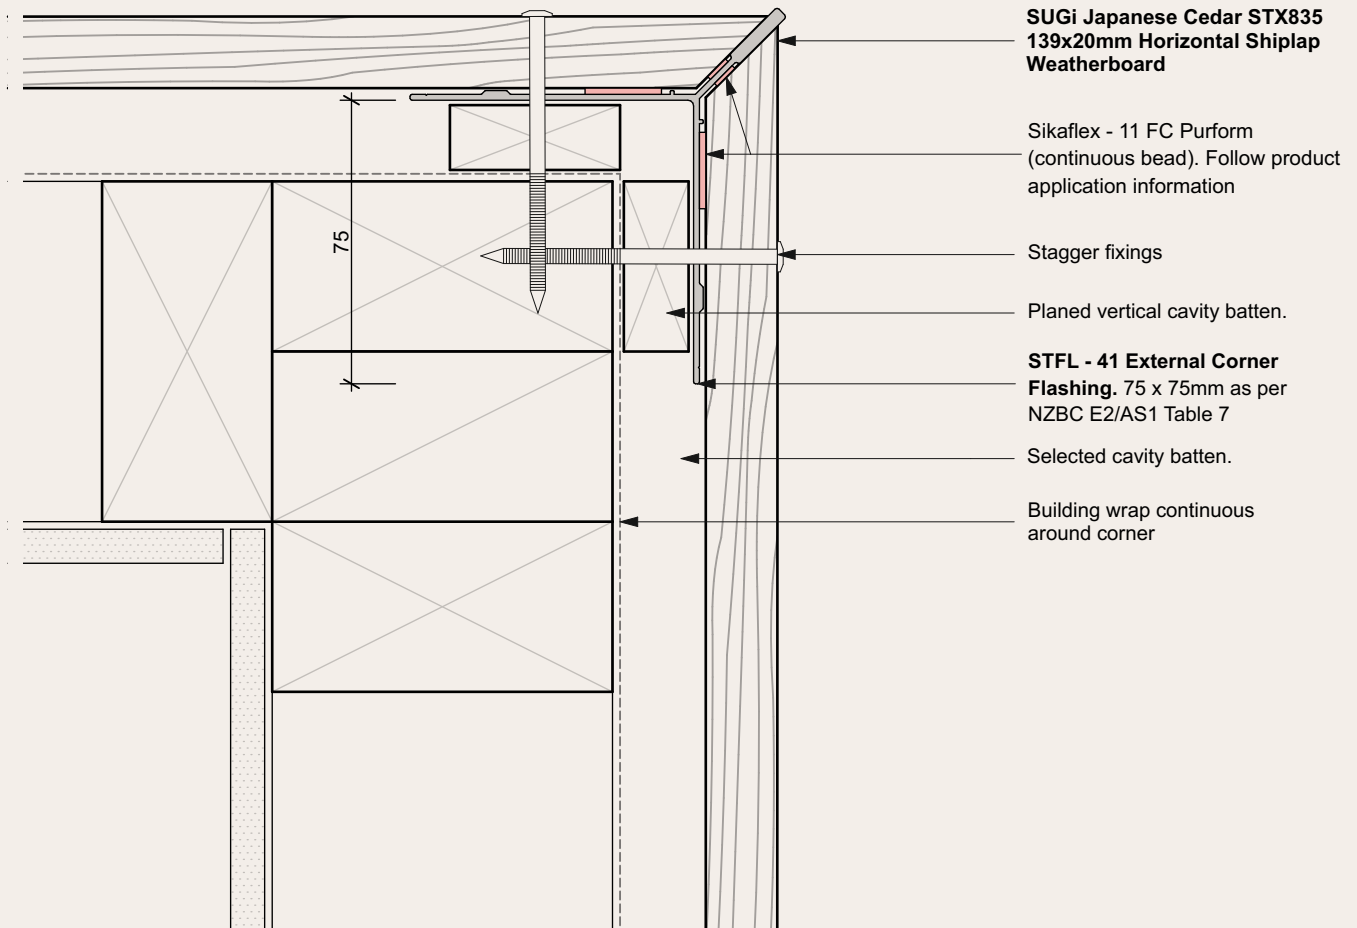 SUGi Japanese Cedar STX835
139x20mm Horizontal Shiplap
Weatherboard
Sikaflex - 11 FC Purform
(continuous bead). Follow product
application information
75
Stagger fixings
Planed vertical cavity batten.
STFL - 41 External Corner
Flashing. 75 x 75mm as per
NZBC E2/AS1 Table 7
Selected cavity batten.
Building wrap continuous
around corner